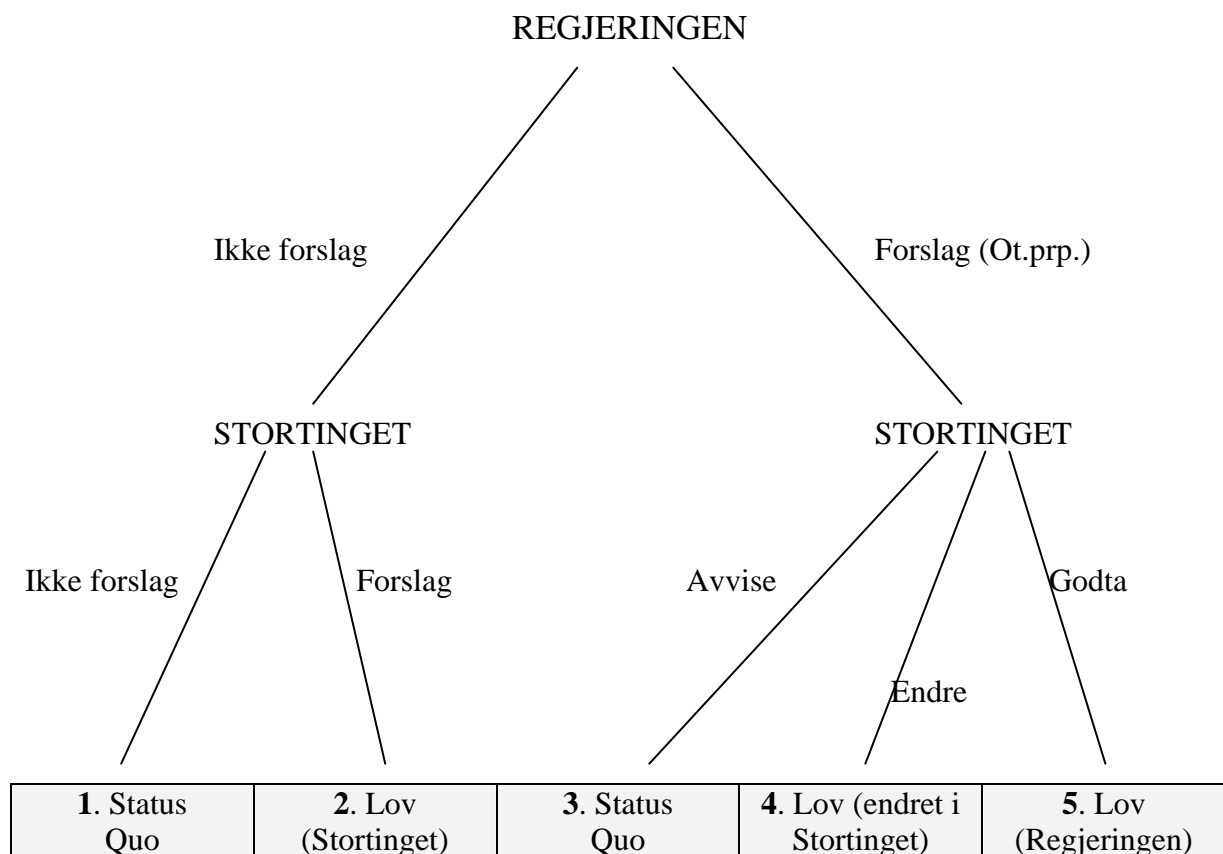 REGJERINGEN
Ikke forslag
Forslag (Ot.prp.)
STORTINGET
STORTINGET
Ikke forslag
Forslag
Avvise
Godta
Endre
1. Status
Quo
2. Lov
(Stortinget)
3. Status
Quo
4. Lov (endret i
Stortinget)
5. Lov
(Regjeringen)